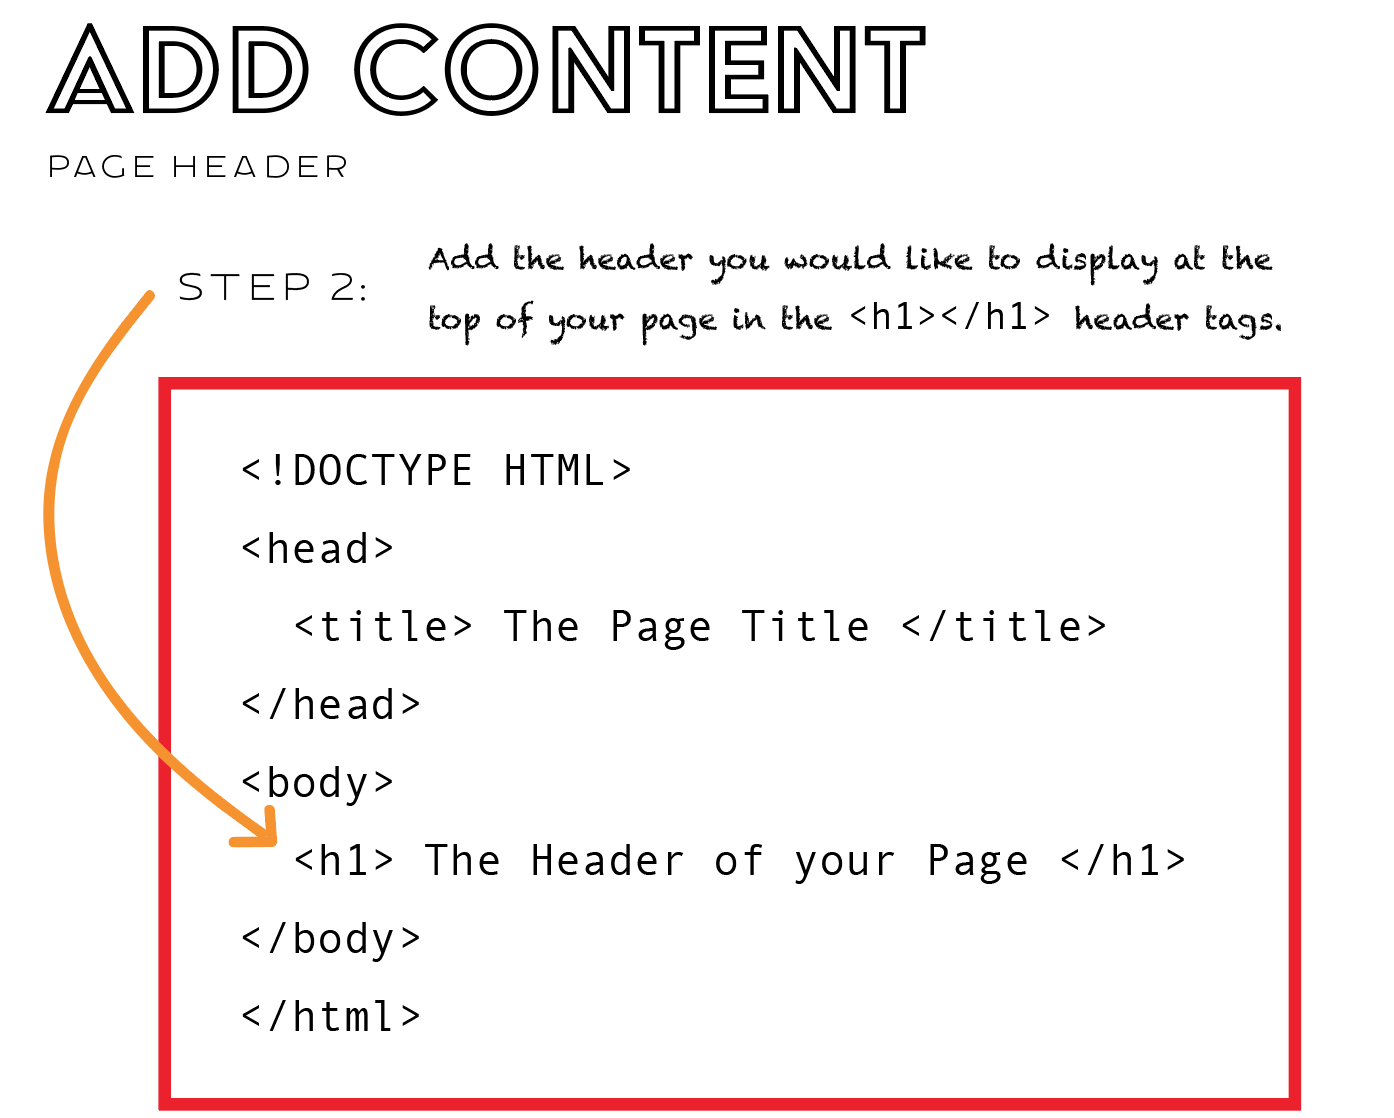 ADD CONTENT
PAGE HEADER
STEP 2:
Add the header you would like to display at the
top of your page in the <h1></h1> header tags.
<!DOCTYPE HTML>
<head>
<title> The Page Title </title>
</head>
<body>
<h1> The Header of your Page </h1>
</body>
</html>